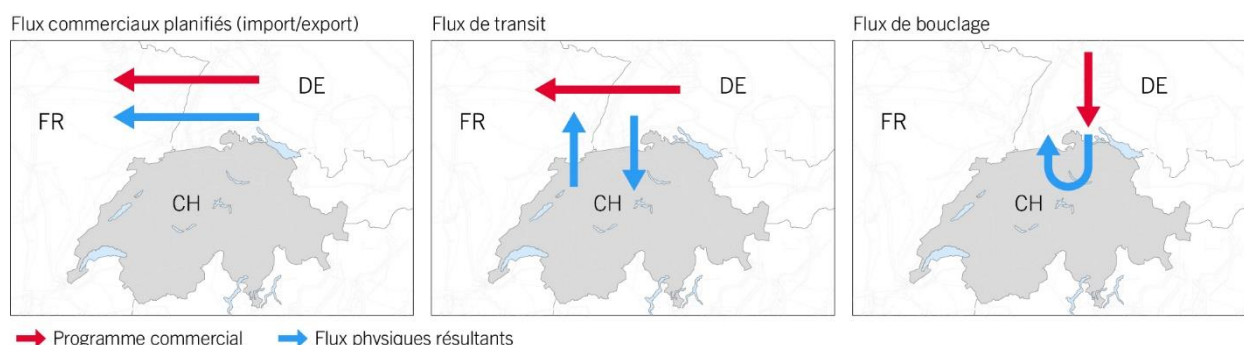 Flux commerciaux planifiés (import/export)
FR
DE
CH
Flux de transit
FR
DE
CH
Flux de bouclage
FR
DE
CH
Programme commercial
Flux physiques résultants